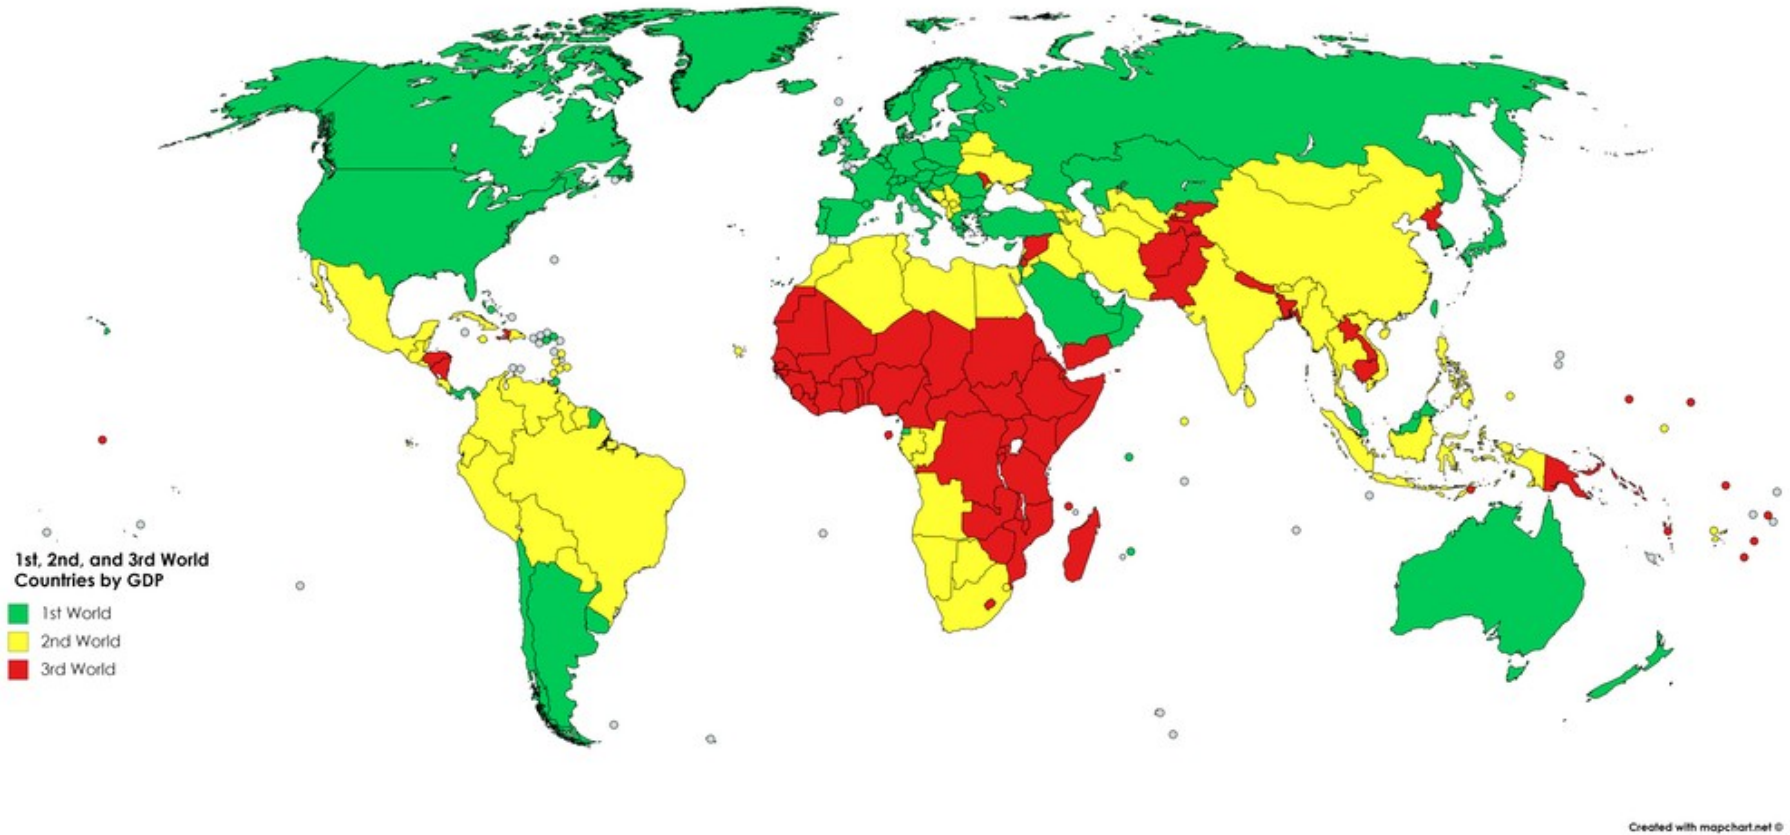 1st, 2nd, and 3rd World
Countries by GDP
1st World
2nd World
3rd World
Created with mapchart.net ©